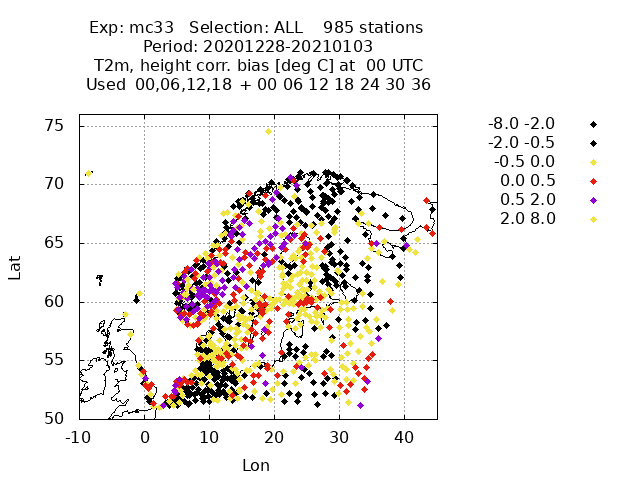 Exp: mc33 Selection: ALL 985 stations
Period: 20201228-20210103
T2m, height corr. bias [deg C] at 00 UTC
Used 00,06,12,18 + 00 06 12 18 24 30 36
75
70
65
60
55
50
-10 0 10 20 30 40
Lat
Lon
-8.0 -2.0
-2.0 -0.5
-0.5 0.0
0.0 0.5
0.5 2.0
2.0 8.0